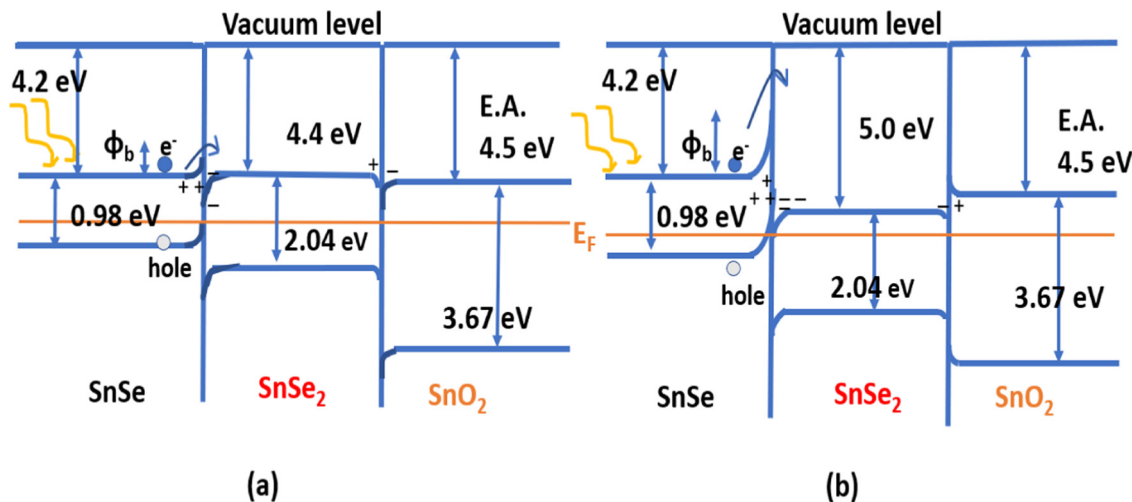 Vacuum level
4.2 eV
Φb
e-
+ +
-
-
4.4 eV
+
-
E.A.
4.5 eV
0.98 eV
hole
2.04 eV
3.67 eV
SnSe
SnSe2
SnO2
(a)
EF
Vacuum level
4.2 eV
Φb
e-
+
+ + - -
-
5.0 eV
- +
E.A.
4.5 eV
0.98 eV
hole
2.04 eV
3.67 eV
SnSe
SnSe2
SnO2
(b)